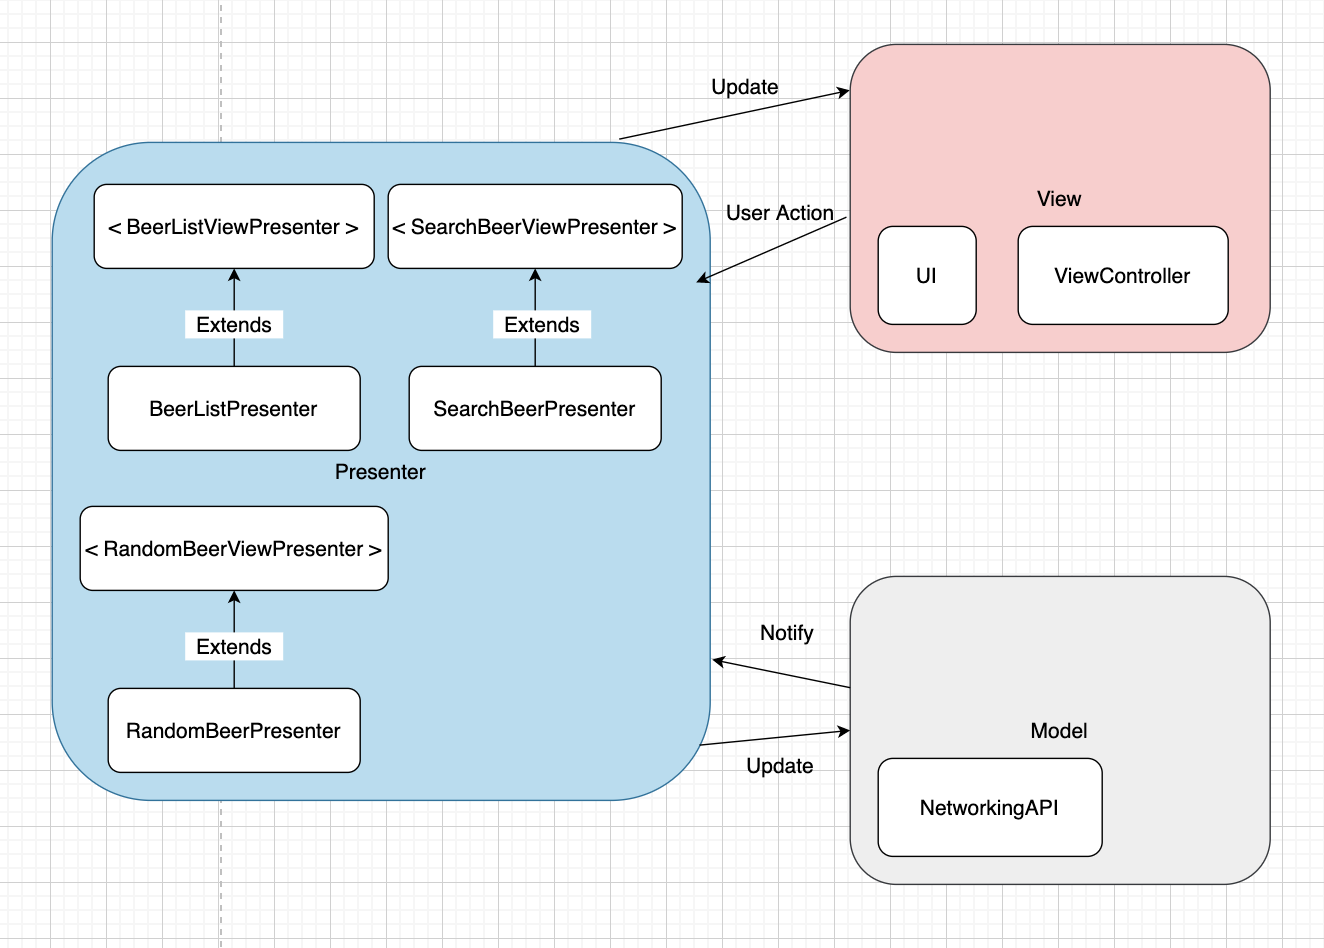 Update
View
User Action
UI
ViewController
< BeerListViewPresenter >
< SearchBeerViewPresenter >
Extends
Extends
BeerListPresenter
SearchBeerPresenter
Presenter
< RandomBeerViewPresenter >
Extends
RandomBeerPresenter
Notify
Update
Model
NetworkingAPI